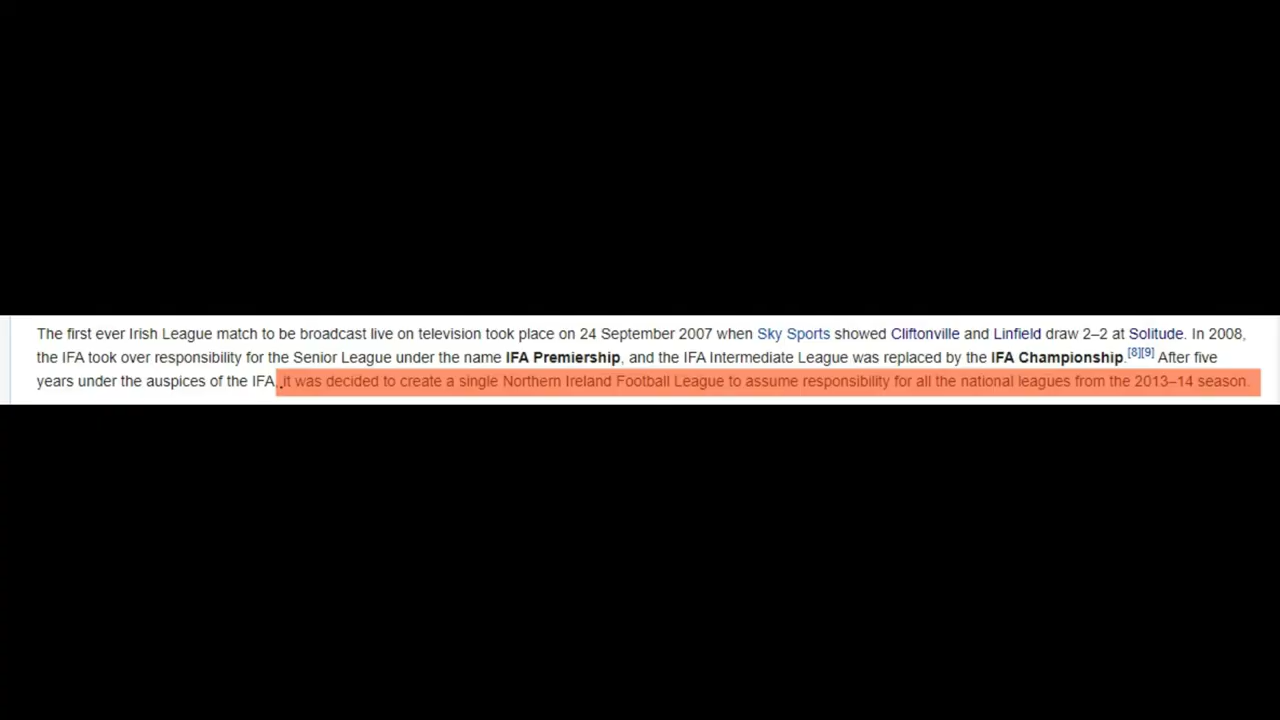 The first ever Irish League match to be broadcast live on television took place on 24 September 2007 when Sky Sports showed Cliftonville and Linfield draw 2–2 at Solitude. In 2008,
the IFA took over responsibility for the Senior League under the name IFA Premiership, and the IFA Intermediate League was replaced by the IFA Championship.[8][9] After five
years under the auspices of the IFA, it was decided to create a single Northern Ireland Football League to assume responsibility for all the national leagues from the 2013–14 season.